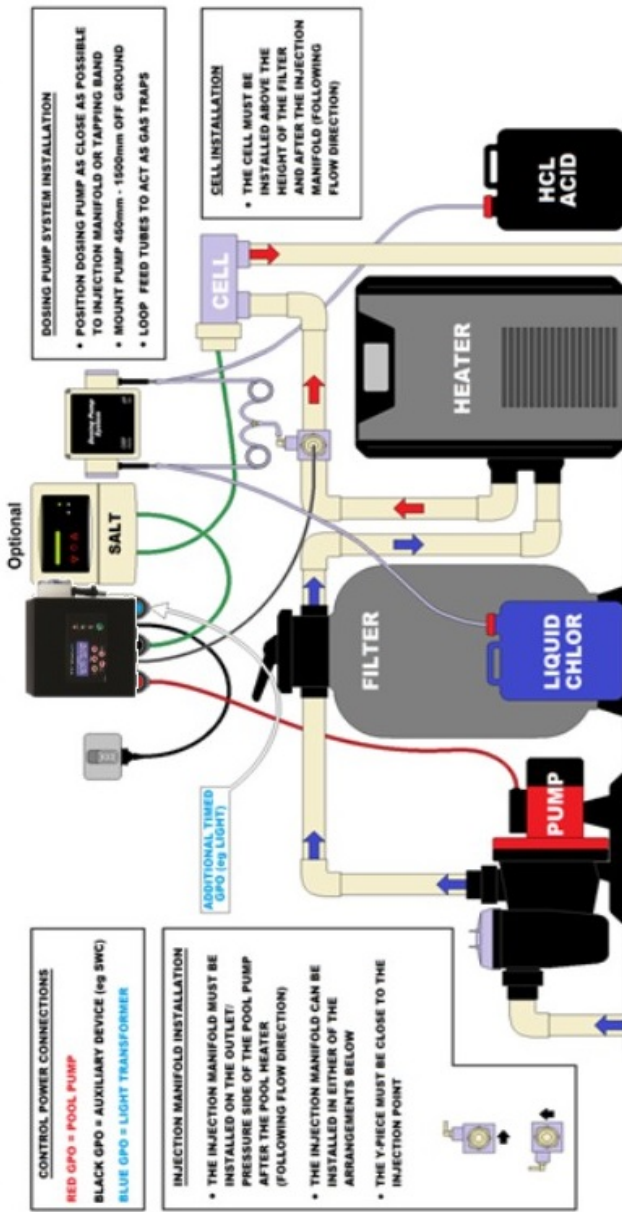 CONTROL POWER CONNECTIONS
RED GPO = POOL PUMP
BLACK GPO = AUXILIARY DEVICE (eg SWC)
BLUE GPO = LIGHT TRANSFORMER
INJECTION MANIFOLD INSTALLATION
• THE INJECTION MANIFOLD MUST BE
INSTALLED ON THE OUTLET/
PRESSURE SIDE OF THE POOL PUMP
AFTER THE POOL HEATER
(FOLLOWING FLOW DIRECTION)
• THE INJECTION MANIFOLD CAN BE
INSTALLED IN EITHER OF THE
ARRANGEMENTS BELOW
• THE Y-PIECE MUST BE CLOSE TO THE
INJECTION POINT
ADDITIONAL TIMED
GPO (eg LIGHT)
Optional
SALT
Dosing Pump
System
DOSING PUMP SYSTEM INSTALLATION
• POSITION DOSING PUMP AS CLOSE AS POSSIBLE
TO INJECTION MANIFOLD OR TAPPING BAND
• MOUNT PUMP 450mm - 1500mm OFF GROUND
• LOOP FEED TUBES TO ACT AS GAS TRAPS
CELL INSTALLATION
• THE CELL MUST BE
INSTALLED ABOVE THE
HEIGHT OF THE FILTER
AND AFTER THE INJECTION
MANIFOLD (FOLLOWING
FLOW DIRECTION)
CELL
PUMP
FILTER
LIQUID
CHLOR
HEATER
HCL
ACID